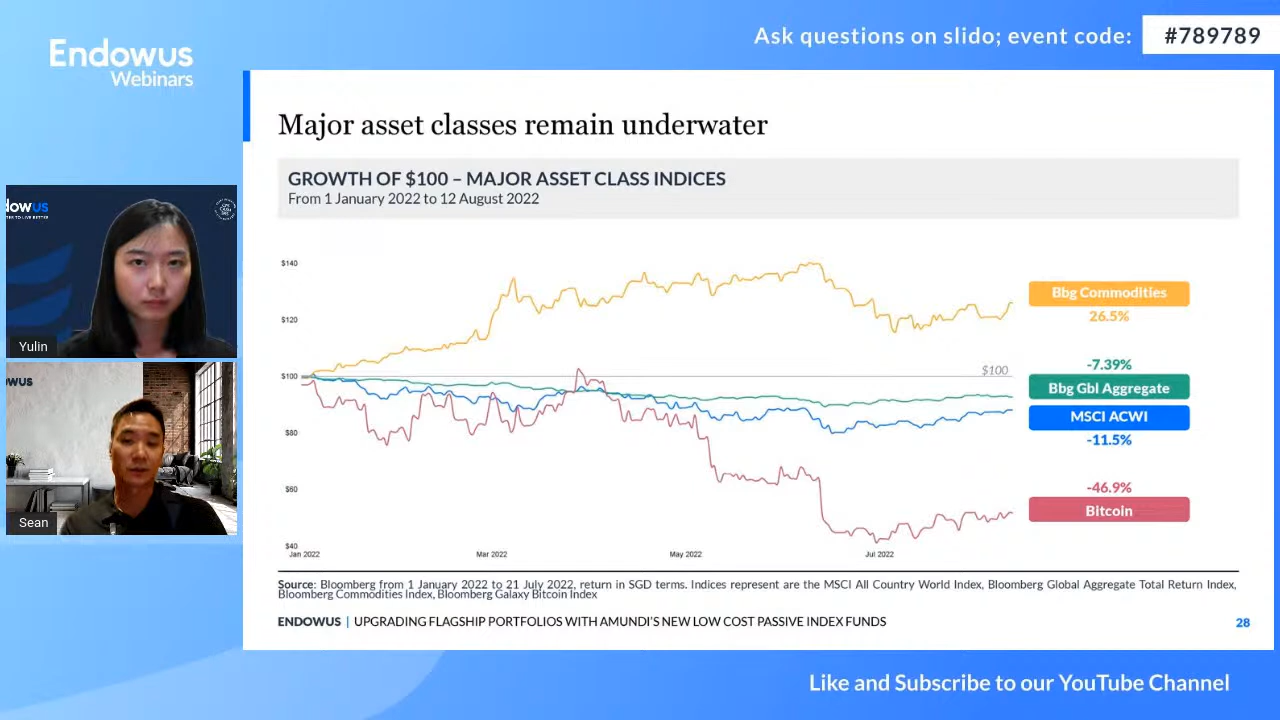 Endowus
Webinars
Ask questions on slido; event code: #789789
Major asset classes remain underwater
GROWTH OF $100 – MAJOR ASSET CLASS INDICES
From 1 January 2022 to 12 August 2022
$140
$120
$100
$80
$60
$40
$100
Jan 2022 Mar 2022 May 2022 Jul 2022
Bbg Commodities
26.5%
-7.39%
Bbg Gbl Aggregate
MSCI ACWI
-11.5%
-46.9%
Bitcoin
Yulin
Sean
Source: Bloomberg from 1 January 2022 to 21 July 2022, return in SGD terms. Indices represent are the MSCI All Country World Index, Bloomberg Global Aggregate Total Return Index,
Bloomberg Commodities Index, Bloomberg Galaxy Bitcoin Index
ENDOWUS | UPGRADING FLAGSHIP PORTFOLIOS WITH AMUNDI'S NEW LOW COST PASSIVE INDEX FUNDS
28
Like and Subscribe to our YouTube Channel